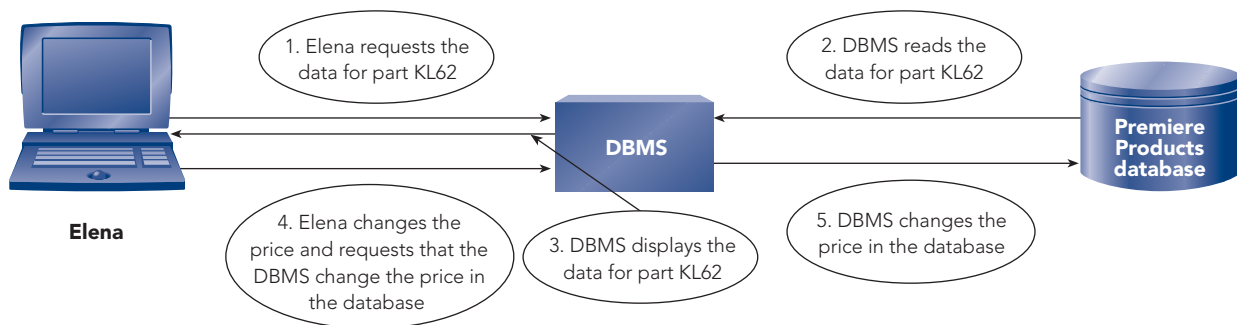 1. Elena requests the
data for part KL62
2. DBMS reads the
data for part KL62
DBMS
Premiere
Products
database
Elena
4. Elena changes the
price and requests that the
DBMS change the price in
the database
3. DBMS displays the
data for part KL62
5. DBMS changes the
price in the database